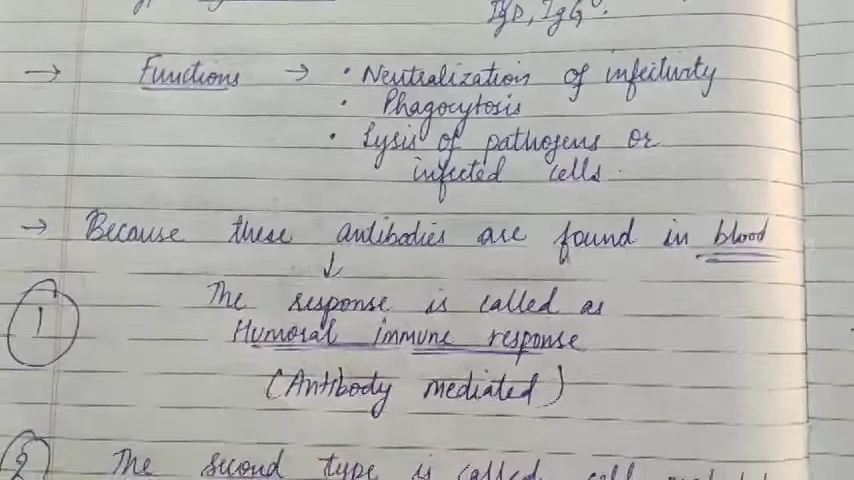 IgD, IgG.
→ Functions → • Neutralization of infectivity
• Phagocytosis
• Lysis of pathogens or
infected cells.
→ Because these antibodies are found in blood
↓
The response is called as
1 Humoral immune response
(Antibody mediated)
2 The second type is called cell